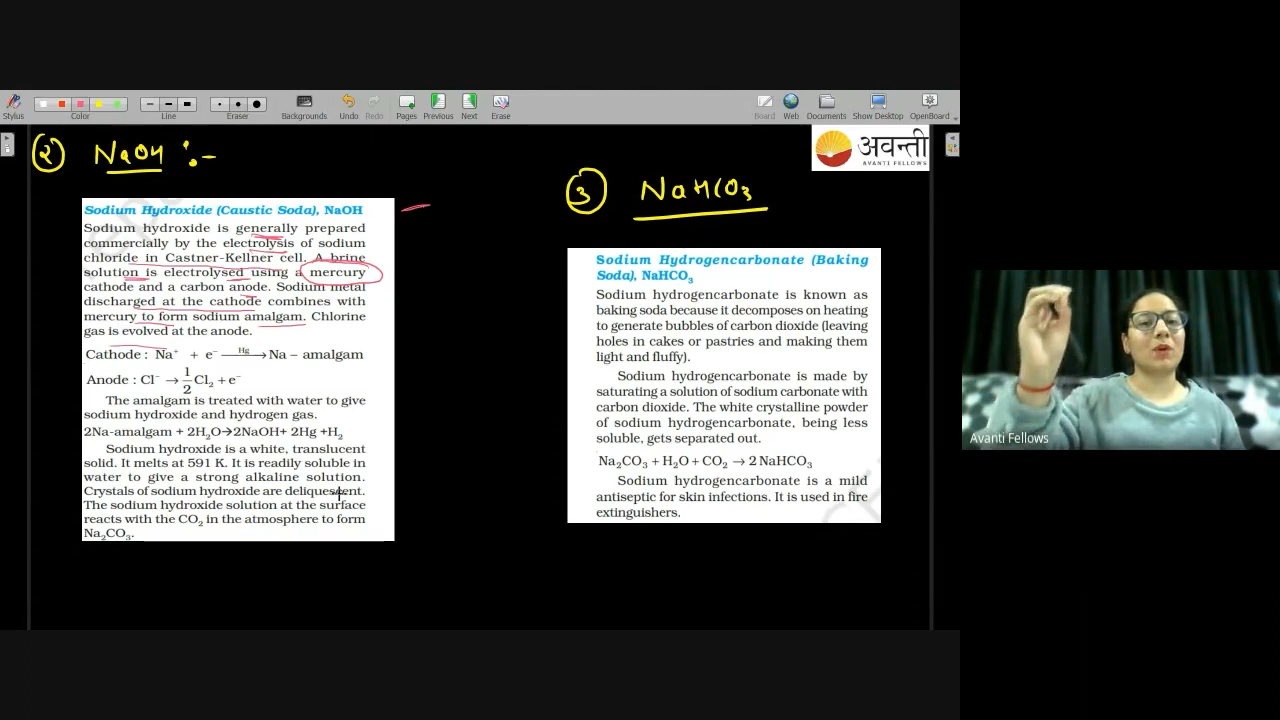 Stylus
Color
Line
Eraser
Backgrounds
Undo
Redo
Pages
Previous
Next
Erase
Board
Web
Documents
Show Desktop
OpenBoard
अवन्ती
AVANTI FELLOWS
2 NaOH :-
Sodium Hydroxide (Caustic Soda), NaOH
Sodium hydroxide is generally prepared
commercially by the electrolysis of sodium
chloride in Castner-Kellner cell. A brine
solution is electrolysed using a mercury
cathode and a carbon anode. Sodium metal
discharged at the cathode combines with
mercury to form sodium amalgam. Chlorine
gas is evolved at the anode.
Cathode : Na⁺ + e⁻ —Hg→ Na – amalgam
Anode : Cl⁻ → 1/2 Cl₂ + e⁻
The amalgam is treated with water to give
sodium hydroxide and hydrogen gas.
2Na-amalgam + 2H₂O→2NaOH+ 2Hg +H₂
Sodium hydroxide is a white, translucent
solid. It melts at 591 K. It is readily soluble in
water to give a strong alkaline solution.
Crystals of sodium hydroxide are deliquescent.
The sodium hydroxide solution at the surface
reacts with the CO₂ in the atmosphere to form
Na₂CO₃.
3 NaHCO₃
Sodium Hydrogencarbonate (Baking
Soda), NaHCO₃
Sodium hydrogencarbonate is known as
baking soda because it decomposes on heating
to generate bubbles of carbon dioxide (leaving
holes in cakes or pastries and making them
light and fluffy).
Sodium hydrogencarbonate is made by
saturating a solution of sodium carbonate with
carbon dioxide. The white crystalline powder
of sodium hydrogencarbonate, being less
soluble, gets separated out.
Na₂CO₃ + H₂O + CO₂ → 2 NaHCO₃
Sodium hydrogencarbonate is a mild
antiseptic for skin infections. It is used in fire
extinguishers.
Avanti Fellows